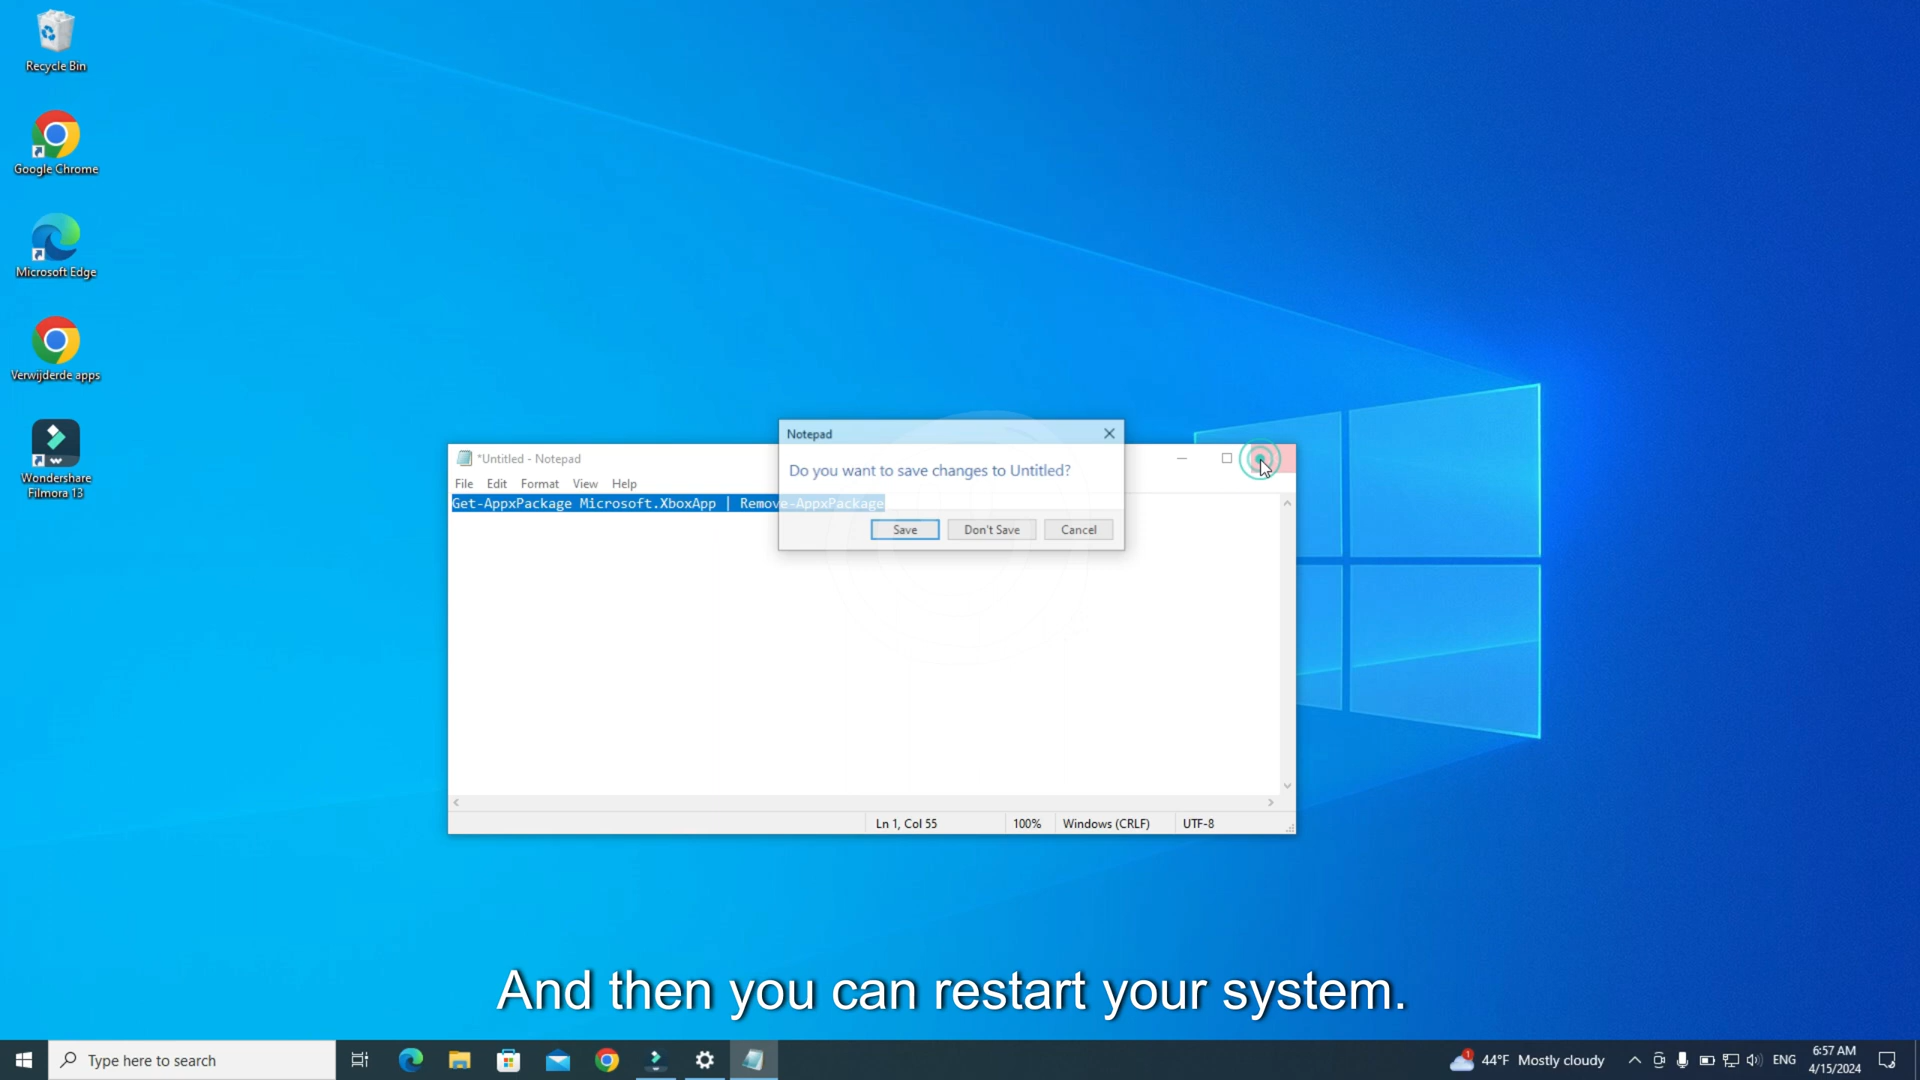 Recycle Bin
Google Chrome
Microsoft Edge
Verwijderde apps
Wondershare
Filmora 13
Notepad
Do you want to save changes to Untitled?
Save Don't Save Cancel
*Untitled - Notepad
File Edit Format View Help
Get-AppxPackage Microsoft.XboxApp | Remove-AppxPackage
Ln 1, Col 55 100% Windows (CRLF) UTF-8
And then you can restart your system.
Type here to search
1
44°F Mostly cloudy
ENG
6:57 AM
4/15/2024